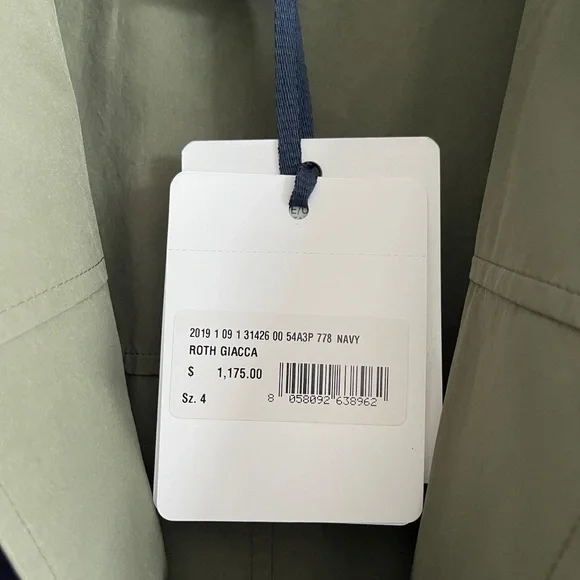 E/U
2019 1 09 1 31426 00 54A3P 778 NAVY
ROTH GIACCA
$ 1,175.00
Sz. 4
8 058092 638962